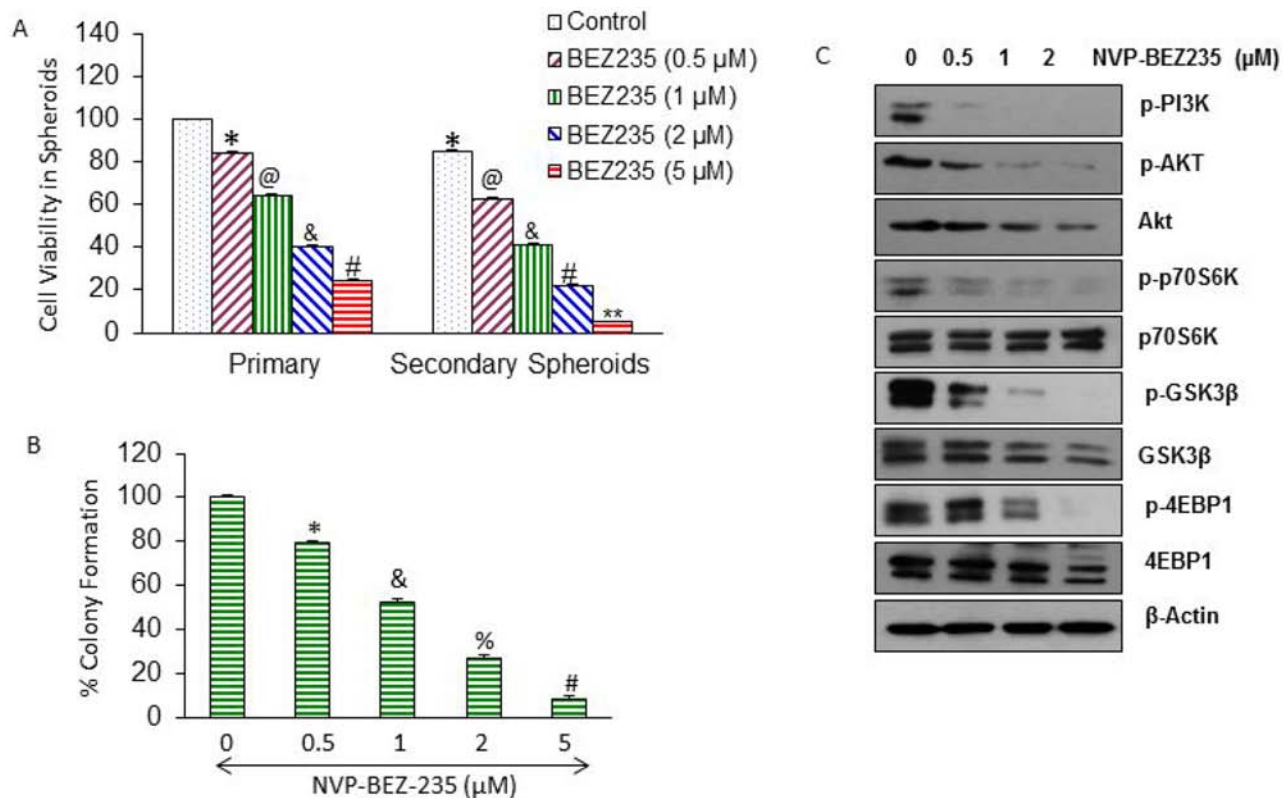 A
140
120
100
80
60
40
20
0
Cell Viability in Spheroids
Control
BEZ235 (0.5 µM)
BEZ235 (1 µM)
BEZ235 (2 µM)
BEZ235 (5 µM)
* @ & #
* @ & # **
Primary Secondary Spheroids
B
120
100
80
60
40
20
0
% Colony Formation
* & % #
0 0.5 1 2 5
NVP-BEZ-235 (µM)
C
0 0.5 1 2 NVP-BEZ235 (µM)
p-PI3K
p-AKT
Akt
p-p70S6K
p70S6K
p-GSK3β
GSK3β
p-4EBP1
4EBP1
β-Actin